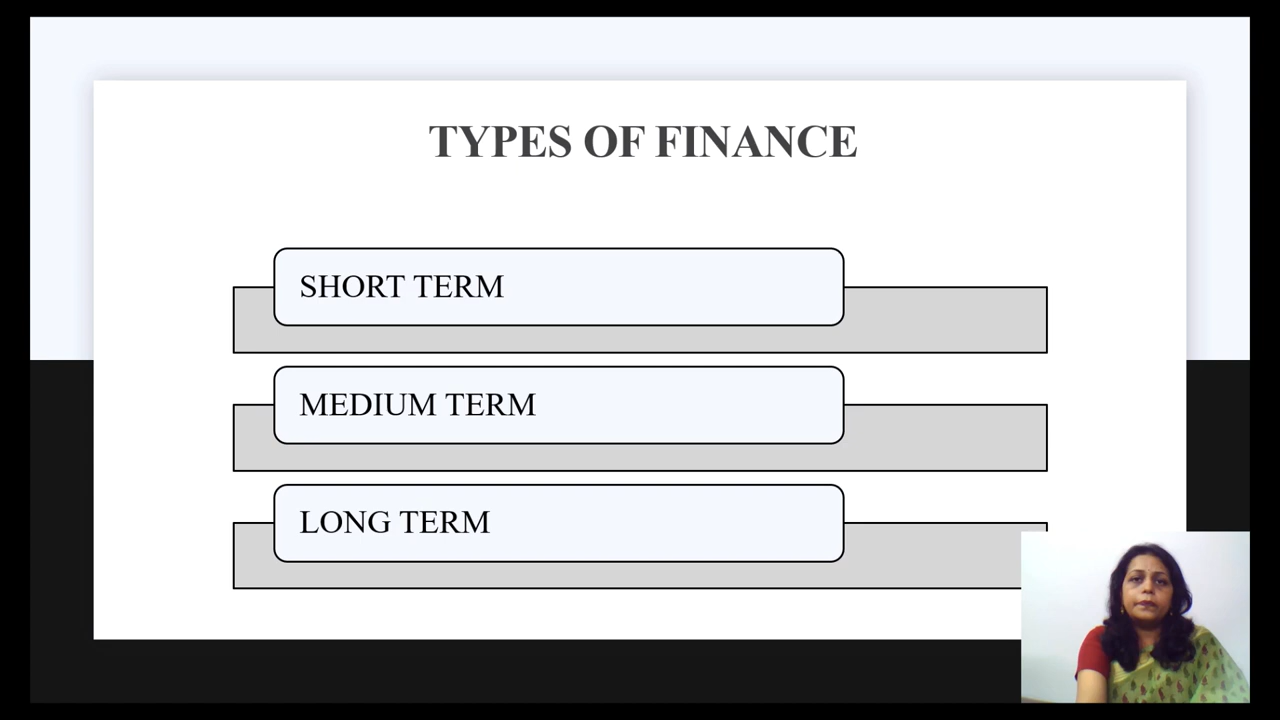 TYPES OF FINANCE
SHORT TERM
MEDIUM TERM
LONG TERM